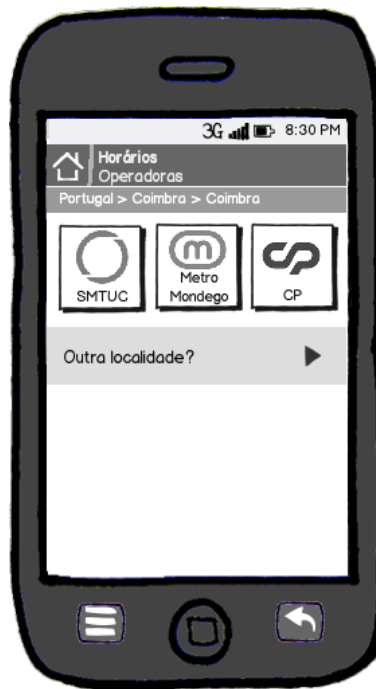 3G 8:30 PM
Horários
Operadoras
Portugal > Coimbra > Coimbra
SMTUC
Metro
Mondego
CP
Outra localidade?